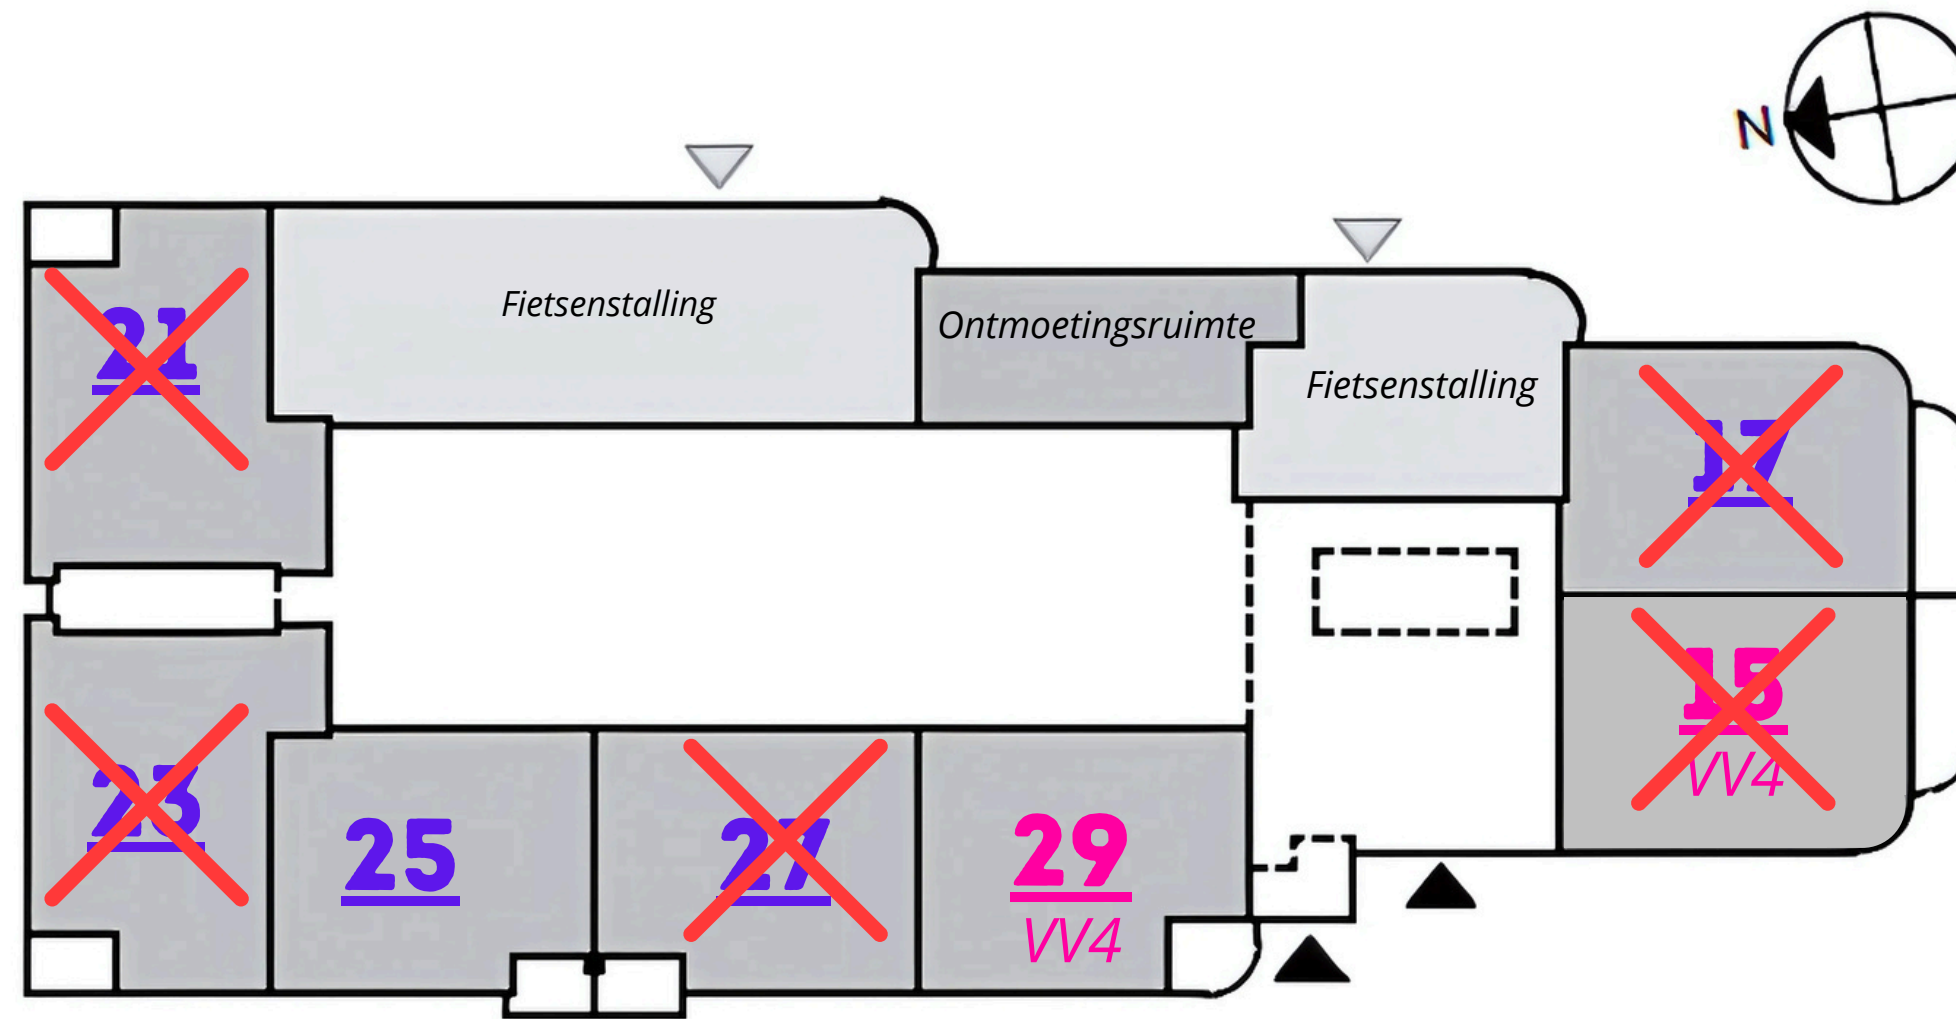 N
Fietsenstalling
Ontmoetingsruimte
Fietsenstalling
21
17
15
VV4
23
25
27
29
VV4